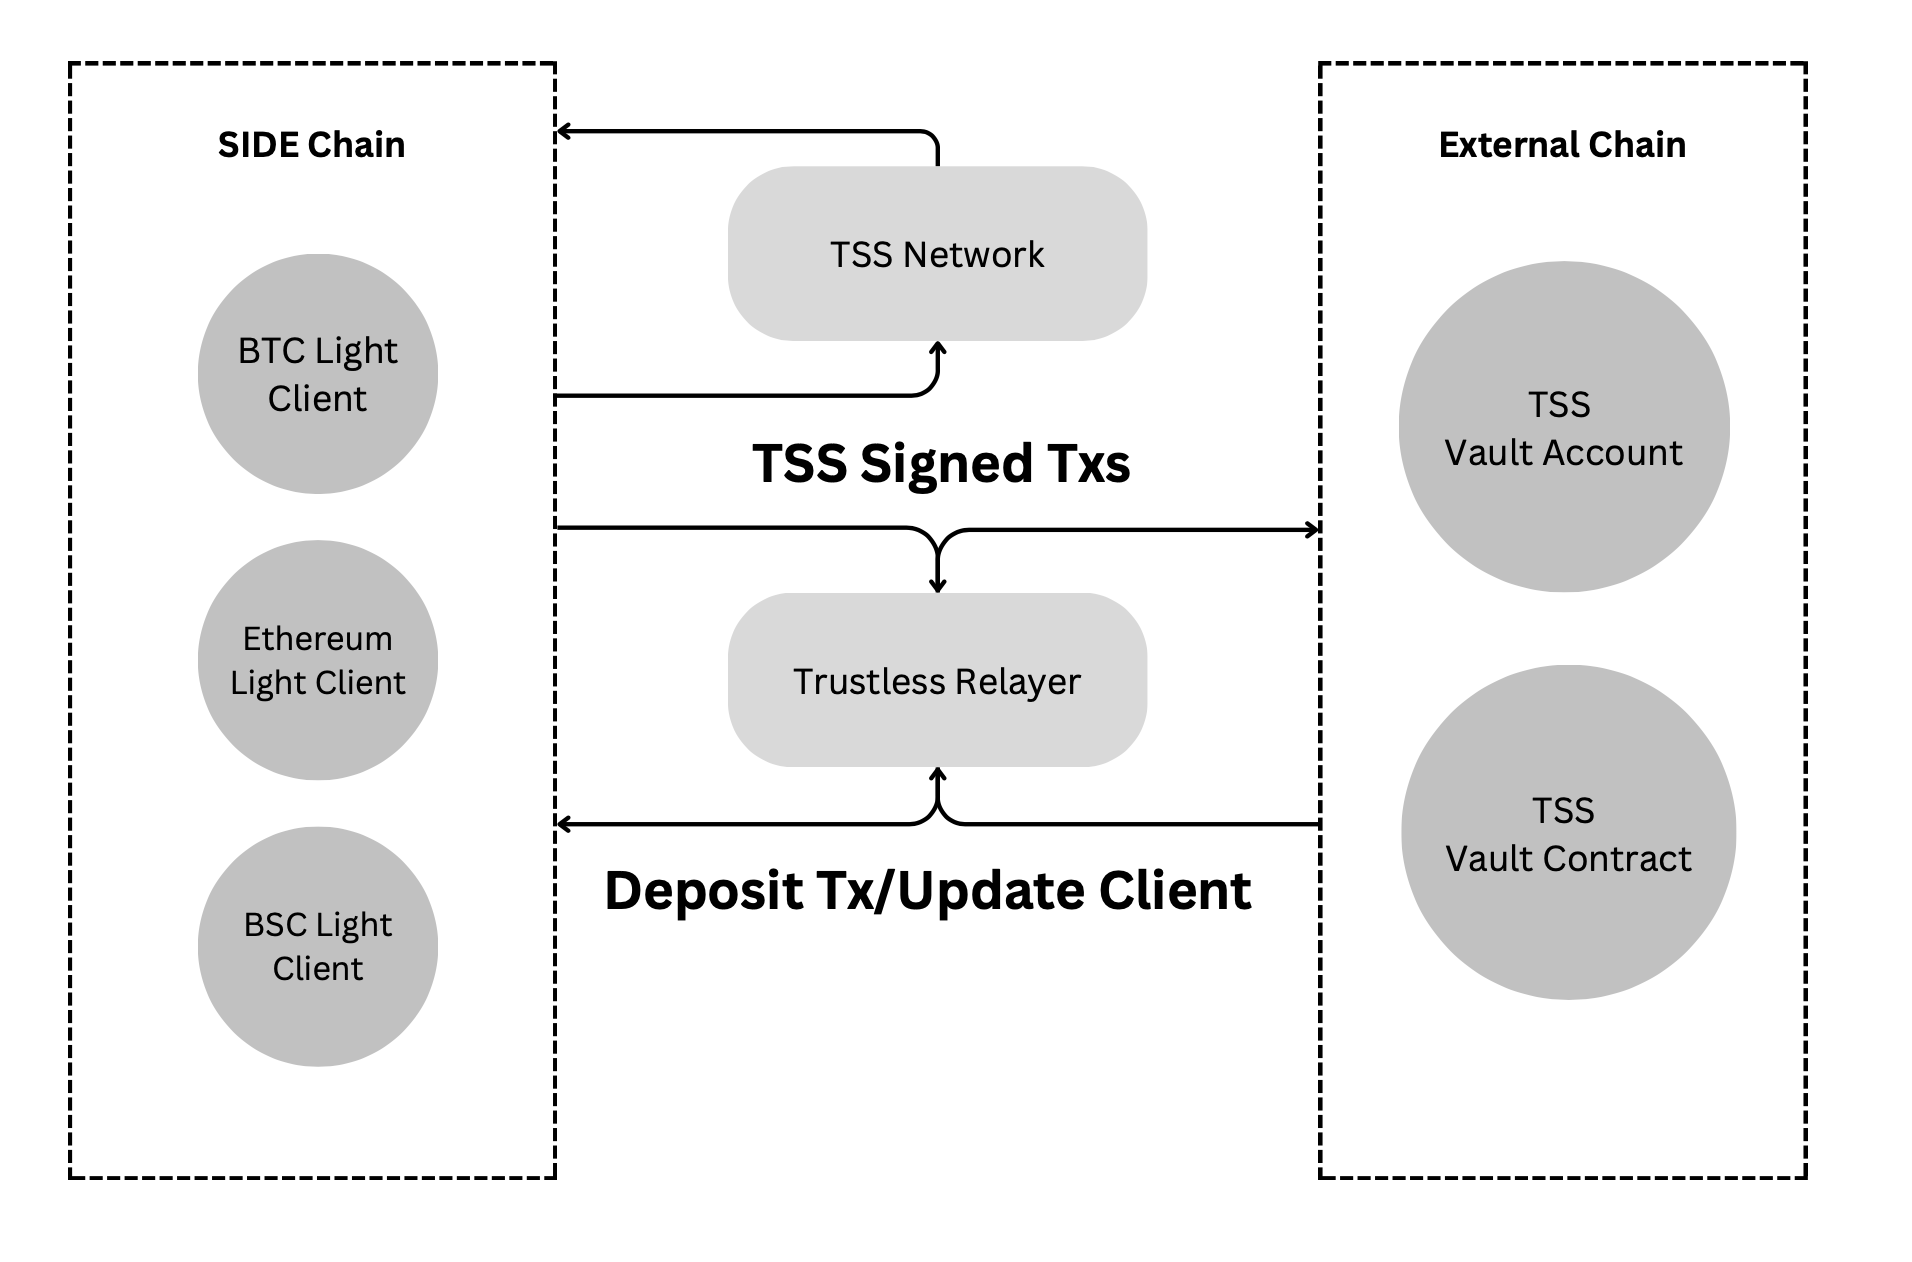 SIDE Chain
BTC Light
Client
Ethereum
Light Client
BSC Light
Client
TSS Network
TSS Signed Txs
Trustless Relayer
Deposit Tx/Update Client
External Chain
TSS
Vault Account
TSS
Vault Contract